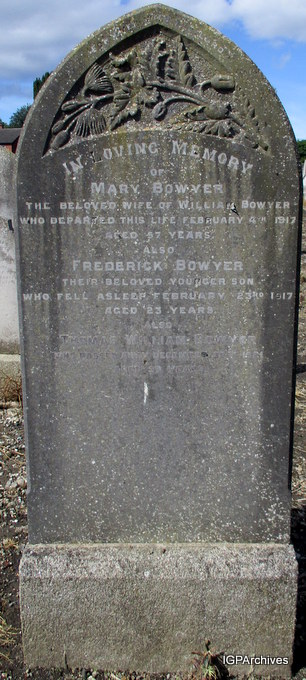 In Loving Memory
OF
Mary Bowyer
THE BELOVED WIFE OF WILLIAM BOWYER
WHO DEPARTED THIS LIFE FEBRUARY 4TH 1917
AGED 57 YEARS.
ALSO
Frederick Bowyer
THEIR BELOVED YOUNGER SON
WHO FELL ASLEEP FEBRUARY 23RD 1917
AGED 23 YEARS.
ALSO
William Bowyer
IGPArchives